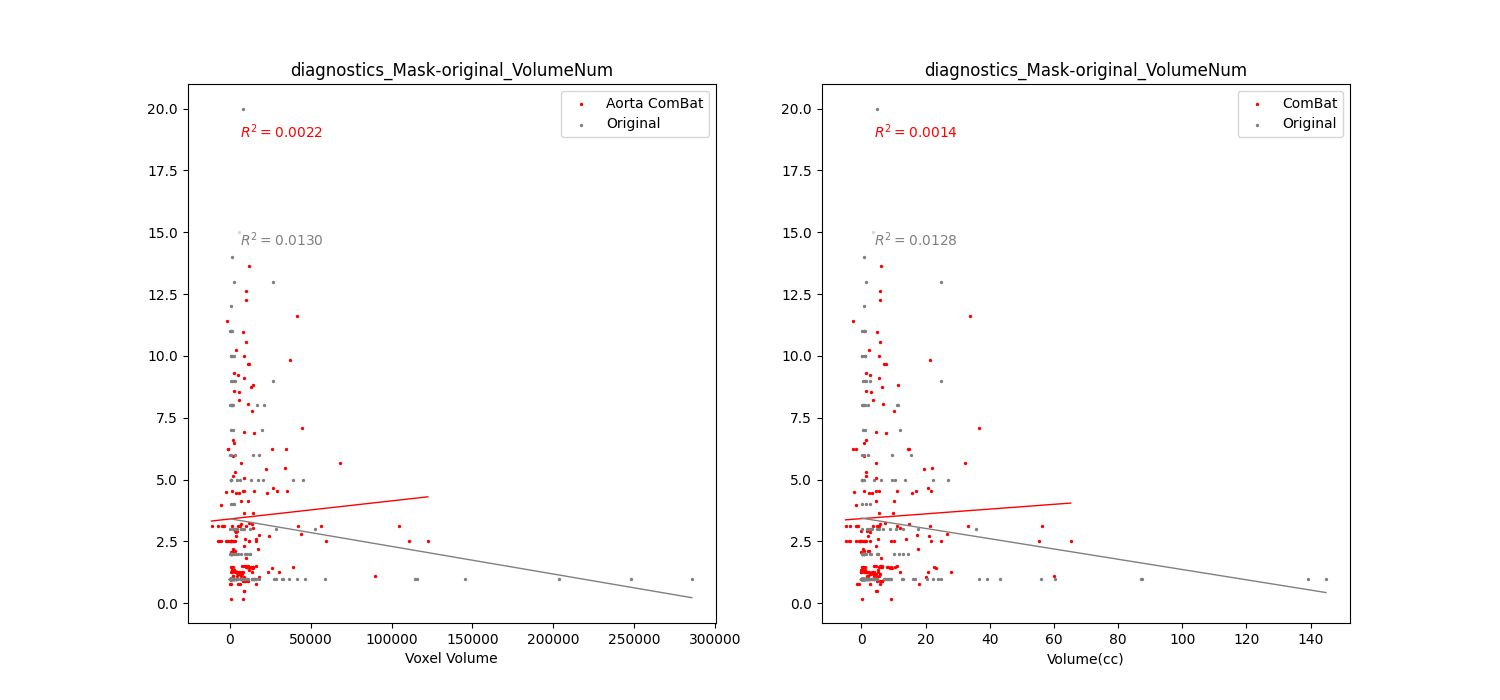 diagnostics_Mask-original_VolumeNum
20.0
17.5
15.0
12.5
10.0
7.5
5.0
2.5
0.0
Aorta ComBat
Original
R² = 0.0022
R² = 0.0130
0 50000 100000 150000 200000 250000 300000
Voxel Volume
diagnostics_Mask-original_VolumeNum
20.0
17.5
15.0
12.5
10.0
7.5
5.0
2.5
0.0
ComBat
Original
R² = 0.0014
R² = 0.0128
0 20 40 60 80 100 120 140
Volume(cc)